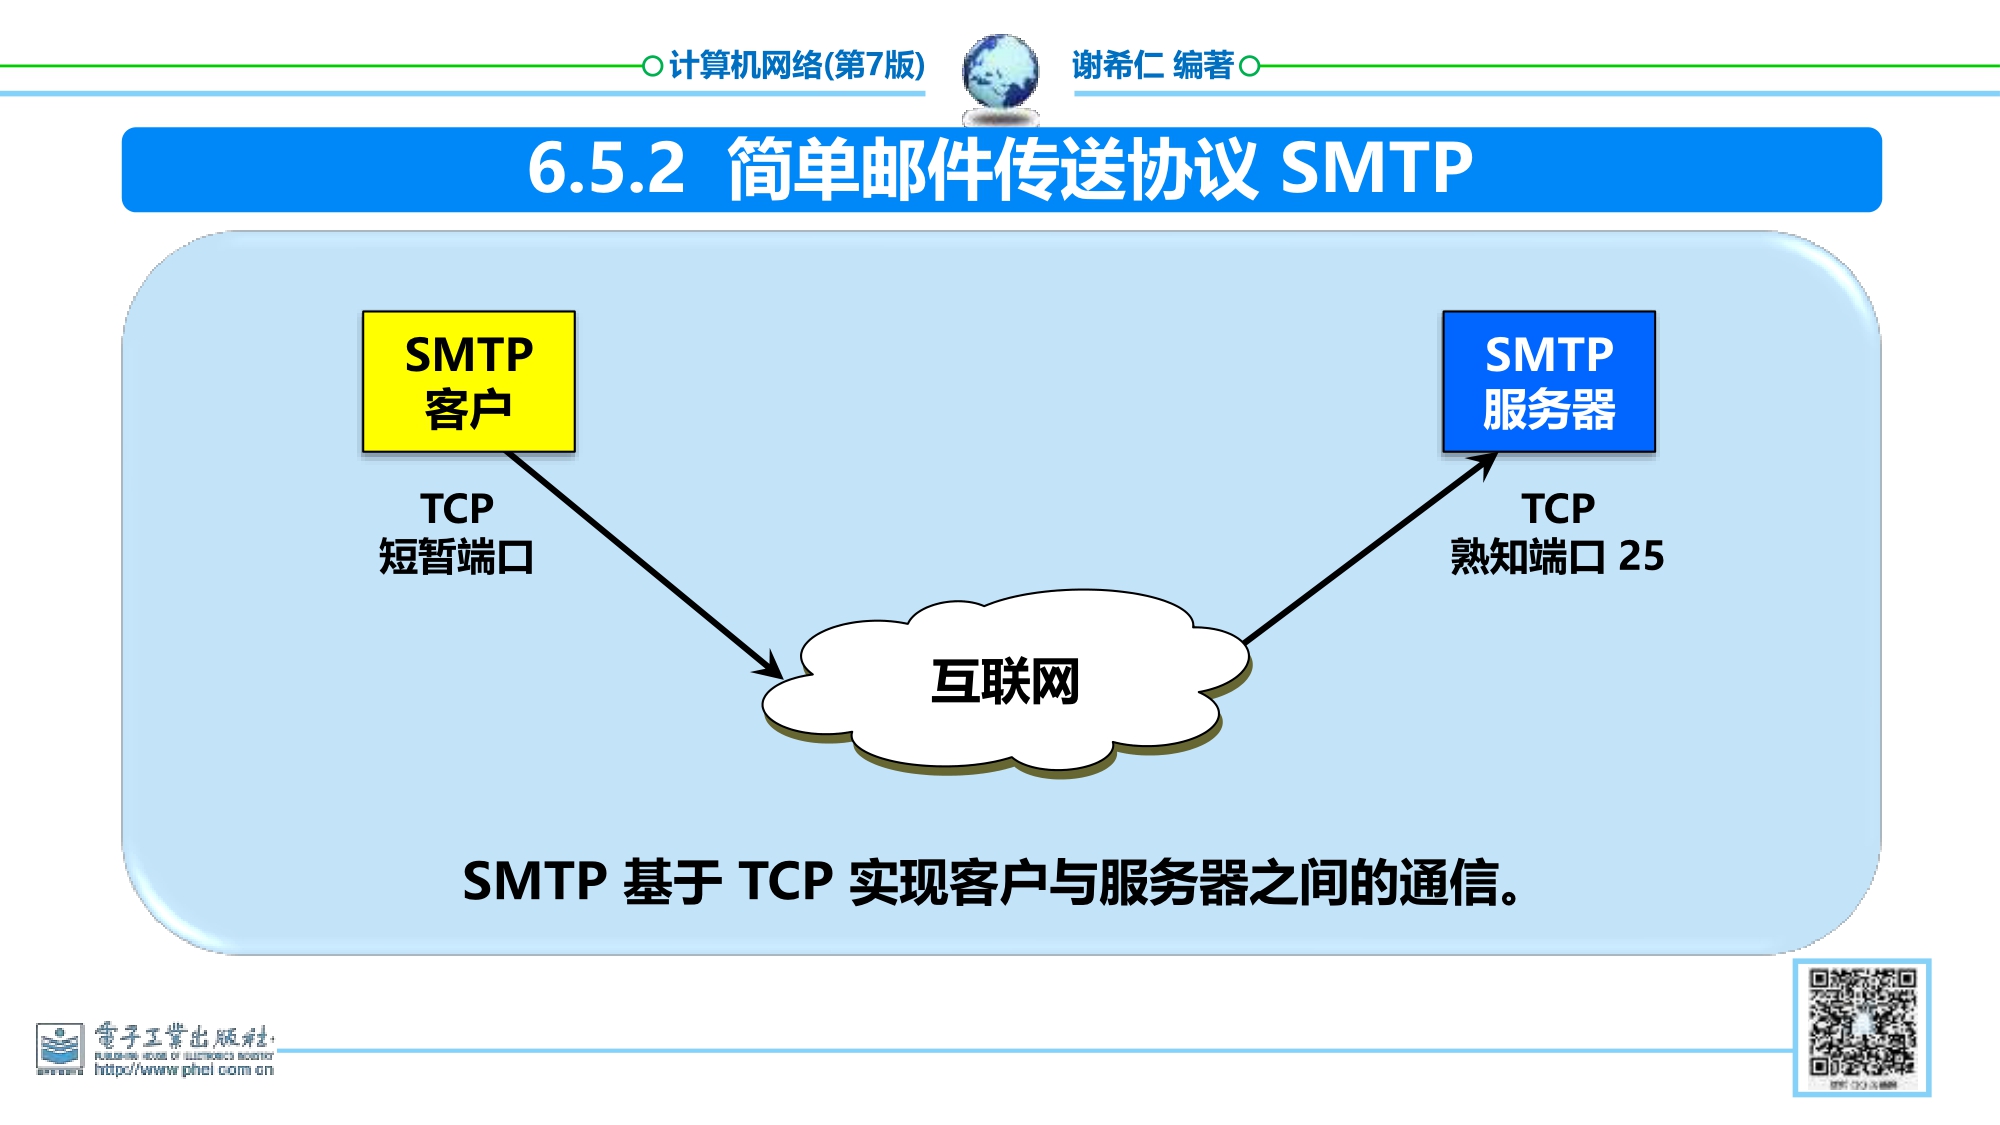 计算机网络(第7版)
谢希仁 编著
6.5.2 简单邮件传送协议 SMTP
SMTP
客户
SMTP
服务器
TCP
短暂端口
TCP
熟知端口 25
互联网
SMTP 基于 TCP 实现客户与服务器之间的通信。
電子工業出版社
PUBLISHING HOUSE OF ELECTRONICS INDUSTRY
http://www.phei.com.cn